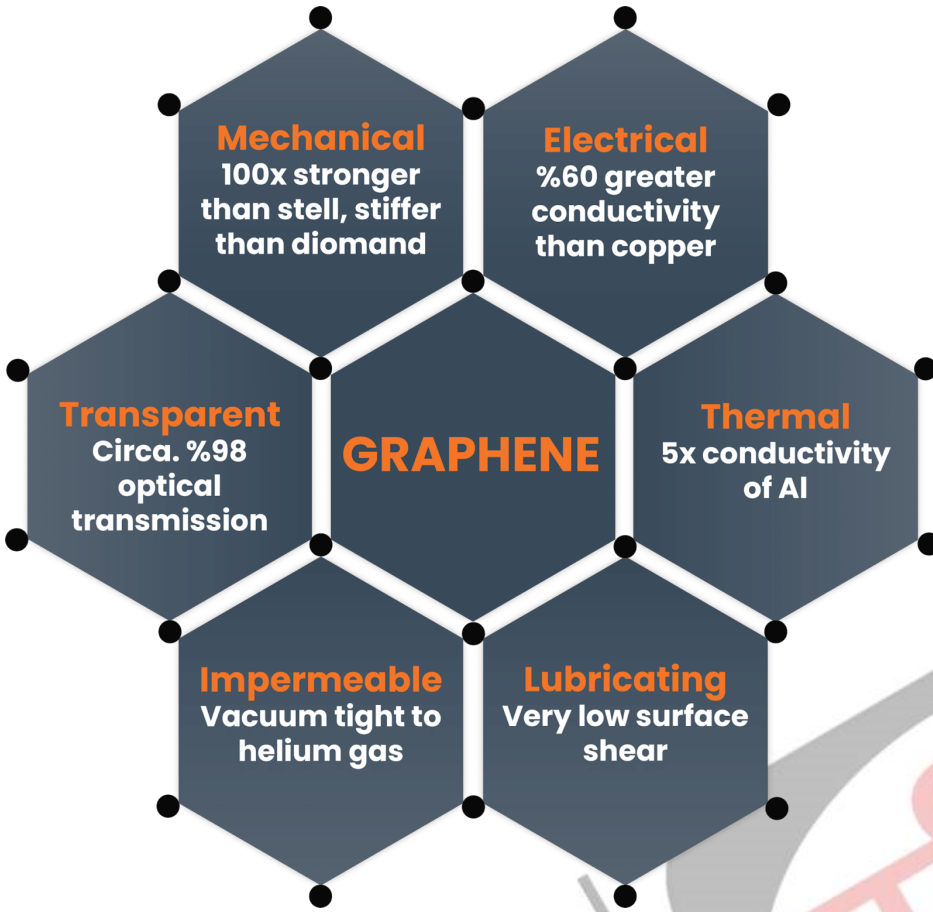 Mechanical
100x stronger
than stell, stiffer
than diomand
Electrical
%60 greater
conductivity
than copper
Transparent
Circa. %98
optical
transmission
GRAPHENE
Thermal
5x conductivity
of Al
Impermeable
Vacuum tight to
helium gas
Lubricating
Very low surface
shear